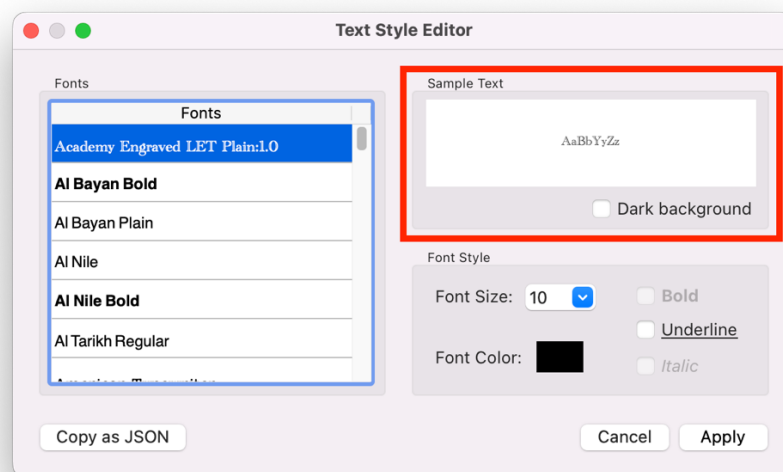 Text Style Editor
Fonts
Fonts
Academy Engraved LET Plain:1.0
Al Bayan Bold
Al Bayan Plain
Al Nile
Al Nile Bold
Al Tarikh Regular
Sample Text
AaBbYyZz
Dark background
Font Style
Font Size: 10
Bold
Underline
Font Color:
Italic
Copy as JSON
Cancel
Apply